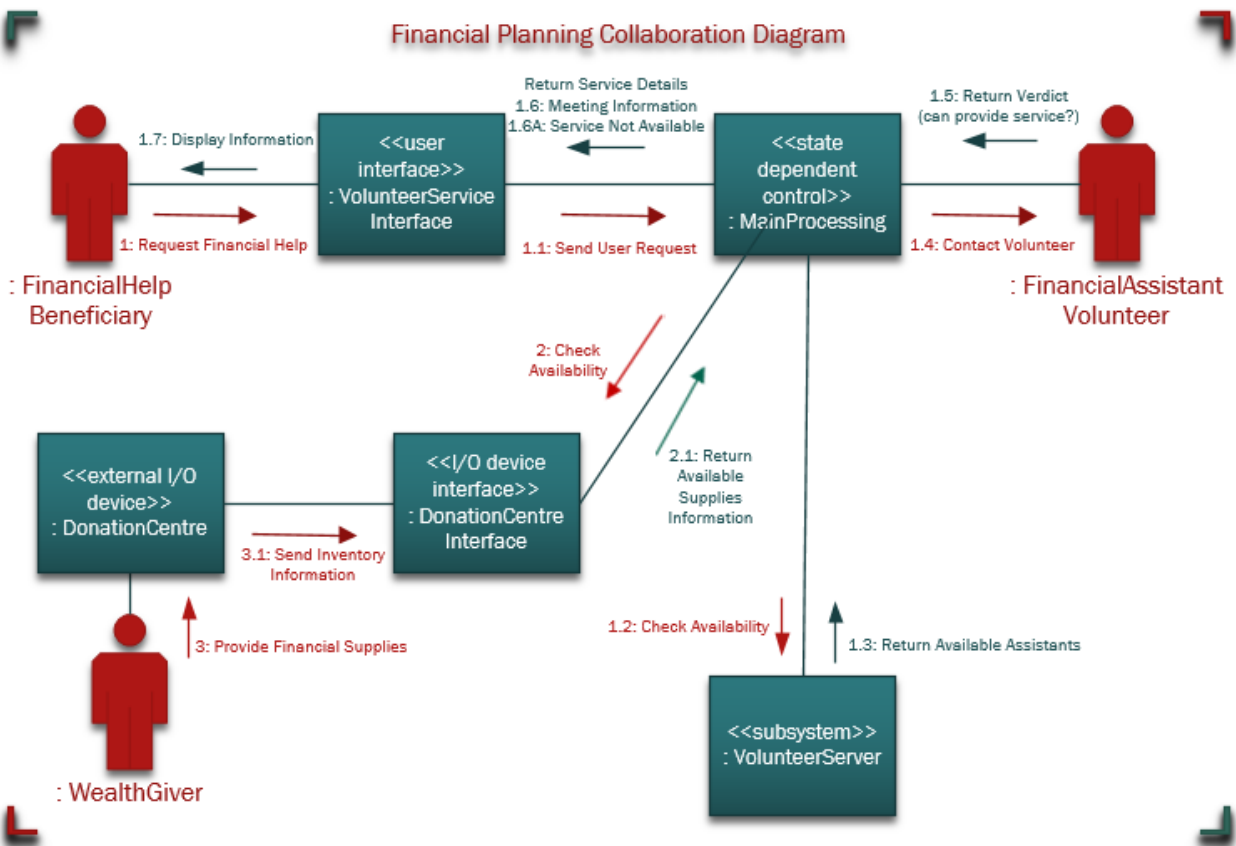 Financial Planning Collaboration Diagram
Return Service Details
1.6: Meeting Information
1.6A: Service Not Available
1.5: Return Verdict
(can provide service?)
1.7: Display Information
<<user
interface>>
: VolunteerService
Interface
<<state
dependent
control>>
: MainProcessing
1: Request Financial Help
1.1: Send User Request
1.4: Contact Volunteer
: FinancialHelp
Beneficiary
: FinancialAssistant
Volunteer
2: Check
Availability
2.1: Return
Available
Supplies
Information
<<external I/O
device>>
: DonationCentre
<<I/O device
interface>>
: DonationCentre
Interface
3.1: Send Inventory
Information
3: Provide Financial Supplies
1.2: Check Availability
1.3: Return Available Assistants
<<subsystem>>
: VolunteerServer
: WealthGiver